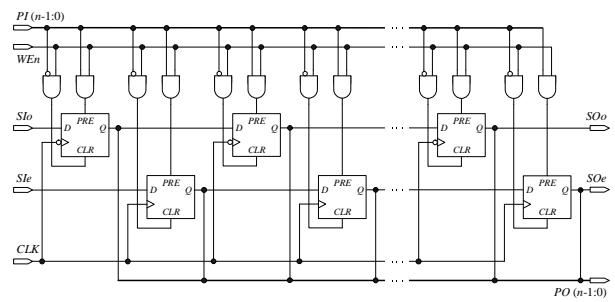 PI (n-1:0)
WEn
SIo
D PRE Q CLR
D PRE Q CLR
D PRE Q CLR
SOo
SIe
D PRE Q CLR
D PRE Q CLR
D PRE Q CLR
SOe
CLK
PO (n-1:0)